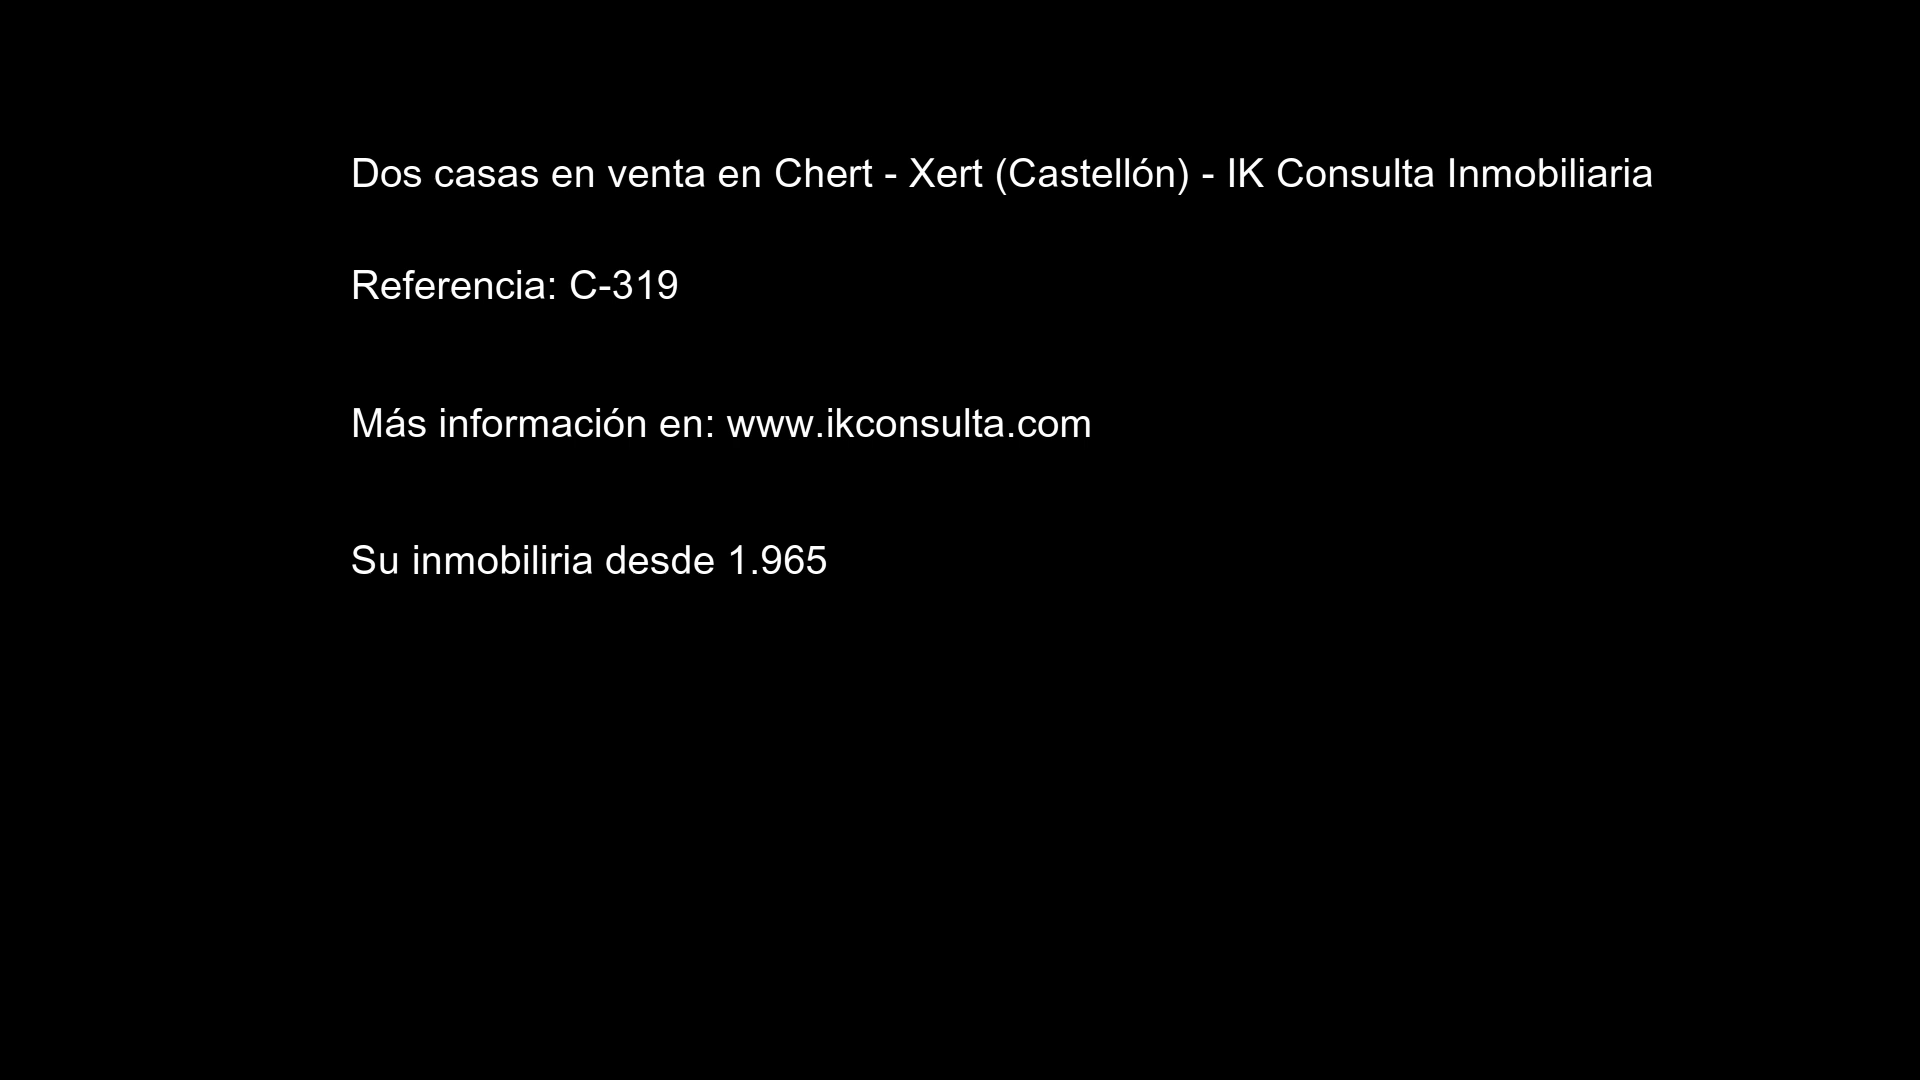 Dos casas en venta en Chert - Xert (Castellón) - IK Consulta Inmobiliaria
Referencia: C-319
Más información en: www.ikconsulta.com
Su inmobiliria desde 1.965